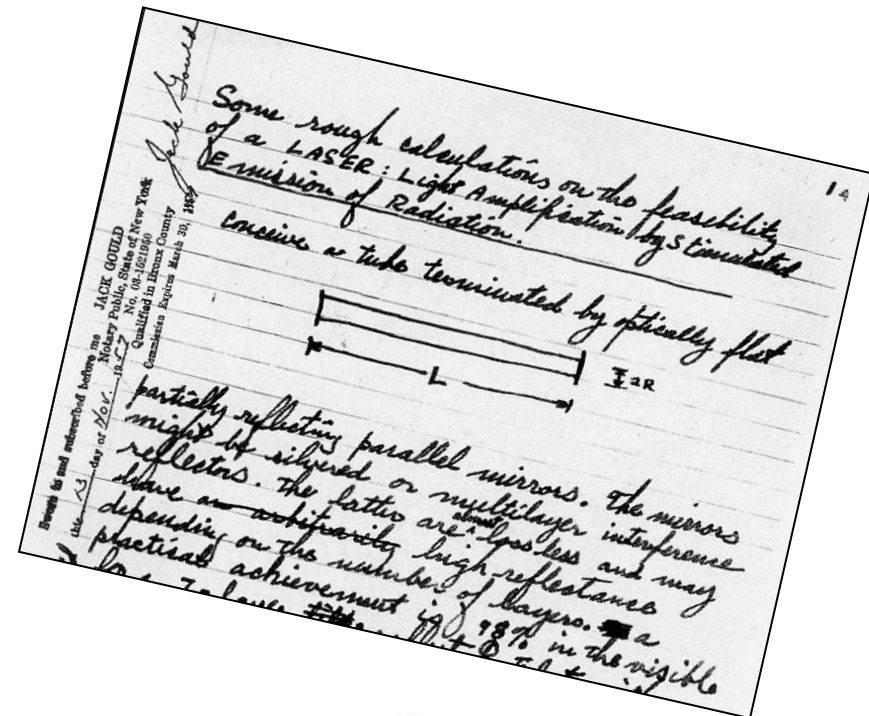 Some rough calculations on the feasibility
of a LASER: Light Amplification by Stimulated
Emission of Radiation.
conceive a tube terminated by optically flat
L
2R
partially reflecting parallel mirrors. The mirrors
might be silvered or multilayer interference
reflectors. The latter are almost lossless and may
have an arbitrarily high reflectance
depending on the number of layers. a
practical achievement is 98% in the visible
Jack Gould
JACK GOULD
Notary Public, State of New York
No. 03-1521950
Qualified in Bronx County
Commission Expires March 30,
Sworn to and subscribed before me
this 13 day of Nov. 1957
14